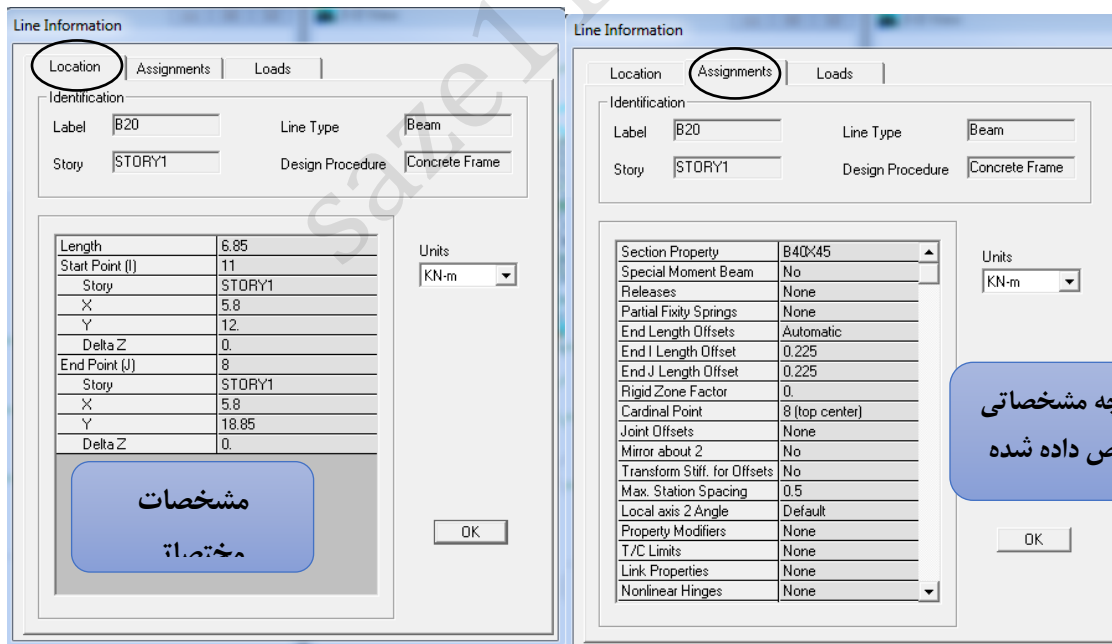 Line Information
Location Assignments Loads
Identification
Label B20 Line Type Beam
Story STORY1 Design Procedure Concrete Frame
Length 6.85
Start Point (I) 11
Story STORY1
X 5.8
Y 12.
Delta Z 0.
End Point (J) 8
Story STORY1
X 5.8
Y 18.85
Delta Z 0.
Units
KN-m
مشخصات
OK
Line Information
Location Assignments Loads
Identification
Label B20 Line Type Beam
Story STORY1 Design Procedure Concrete Frame
Section Property B40X45
Special Moment Beam No
Releases None
Partial Fixity Springs None
End Length Offsets Automatic
End I Length Offset 0.225
End J Length Offset 0.225
Rigid Zone Factor 0.
Cardinal Point 8 (top center)
Joint Offsets None
Mirror about 2 No
Transform Stiff. for Offsets No
Max. Station Spacing 0.5
Local axis 2 Angle Default
Property Modifiers None
T/C Limits None
Link Properties None
Nonlinear Hinges None
Units
KN-m
مشخصاتی
داده شده
OK